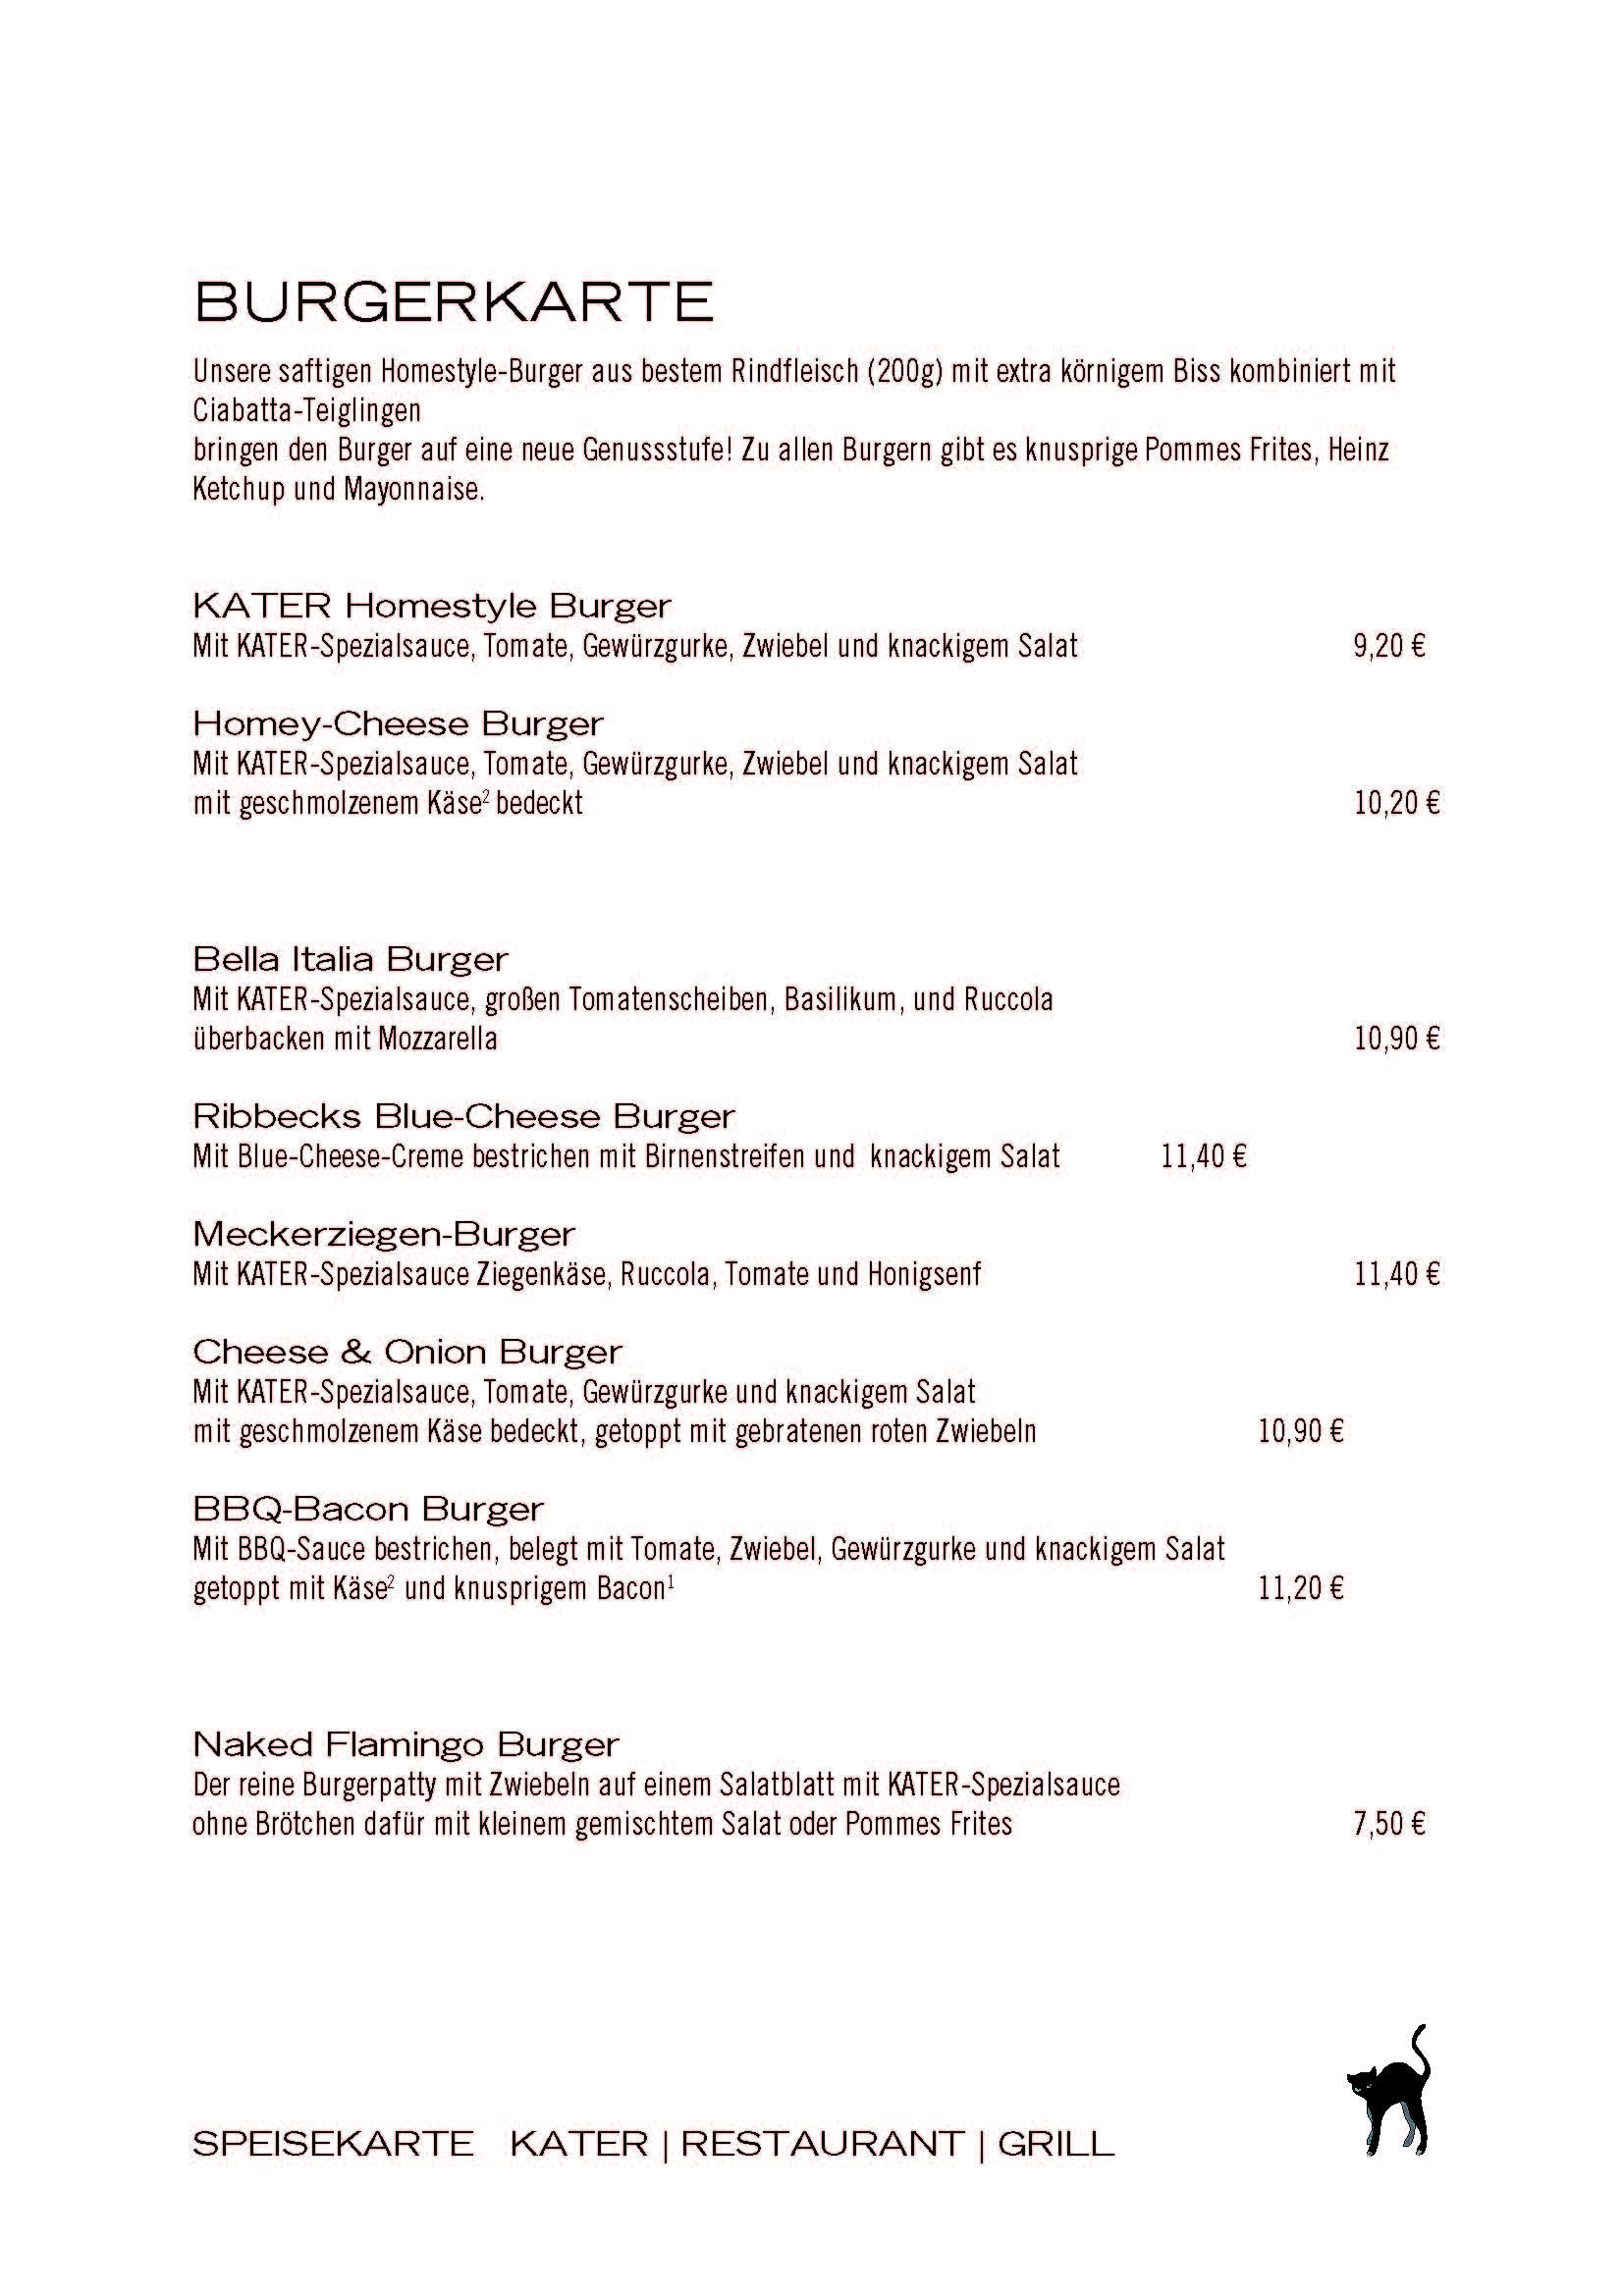 BURGERKARTE
Unsere saftigen Homestyle-Burger aus bestem Rindfleisch (200g) mit extra körnigem Biss kombiniert mit
Ciabatta-Teiglingen
bringen den Burger auf eine neue Genussstufe! Zu allen Burgern gibt es knusprige Pommes Frites, Heinz
Ketchup und Mayonnaise.
KATER Homestyle Burger
Mit KATER-Spezialsauce, Tomate, Gewürzgurke, Zwiebel und knackigem Salat 9,20 €
Homey-Cheese Burger
Mit KATER-Spezialsauce, Tomate, Gewürzgurke, Zwiebel und knackigem Salat
mit geschmolzenem Käse² bedeckt 10,20 €
Bella Italia Burger
Mit KATER-Spezialsauce, großen Tomatenscheiben, Basilikum, und Ruccola
überbacken mit Mozzarella 10,90 €
Ribbecks Blue-Cheese Burger
Mit Blue-Cheese-Creme bestrichen mit Birnenstreifen und knackigem Salat 11,40 €
Meckerziegen-Burger
Mit KATER-Spezialsauce Ziegenkäse, Ruccola, Tomate und Honigsenf 11,40 €
Cheese & Onion Burger
Mit KATER-Spezialsauce, Tomate, Gewürzgurke und knackigem Salat
mit geschmolzenem Käse bedeckt, getoppt mit gebratenen roten Zwiebeln 10,90 €
BBQ-Bacon Burger
Mit BBQ-Sauce bestrichen, belegt mit Tomate, Zwiebel, Gewürzgurke und knackigem Salat
getoppt mit Käse² und knusprigem Bacon¹ 11,20 €
Naked Flamingo Burger
Der reine Burgerpatty mit Zwiebeln auf einem Salatblatt mit KATER-Spezialsauce
ohne Brötchen dafür mit kleinem gemischtem Salat oder Pommes Frites 7,50 €
SPEISEKARTE KATER | RESTAURANT | GRILL